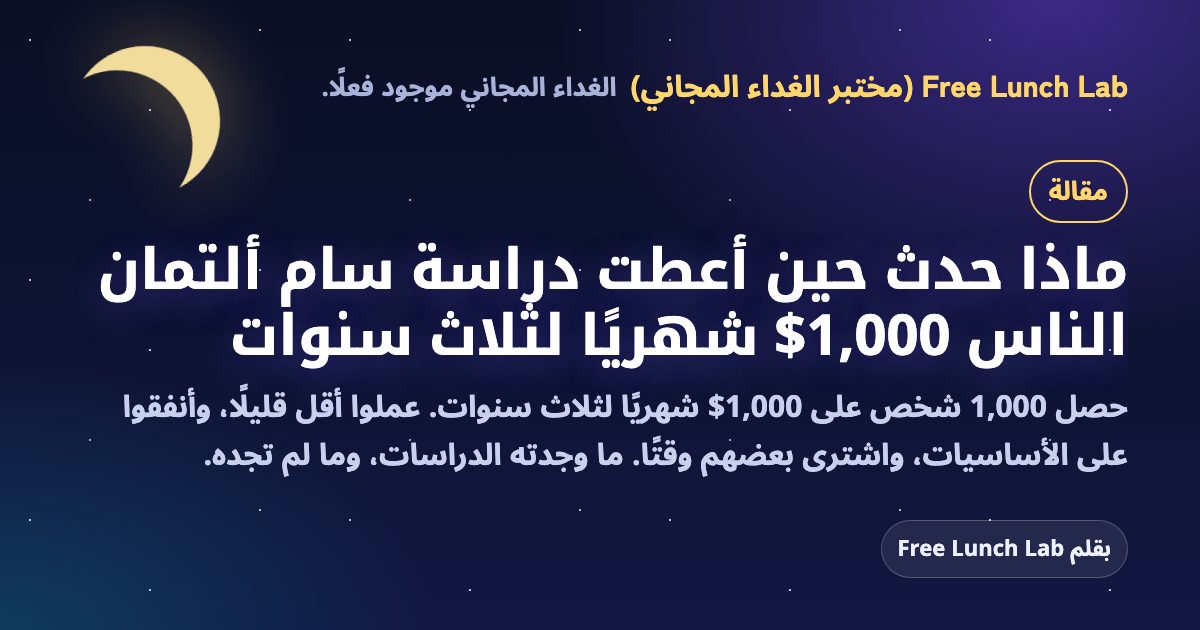 Free Lunch Lab (مختبر الغداء المجاني) الغداء المجاني موجود فعلًا.
مقالة
ماذا حدث حين أعطت دراسة سام ألتمان
الناس 1,000$ شهريًا لثلاث سنوات
حصل 1,000 شخص على 1,000$ شهريًا لثلاث سنوات. عملوا أقل قليلًا، وأنفقوا
على الأساسيات، واشترى بعضهم وقتًا. ما وجدته الدراسات، وما لم تجده.
بقلم Free Lunch Lab